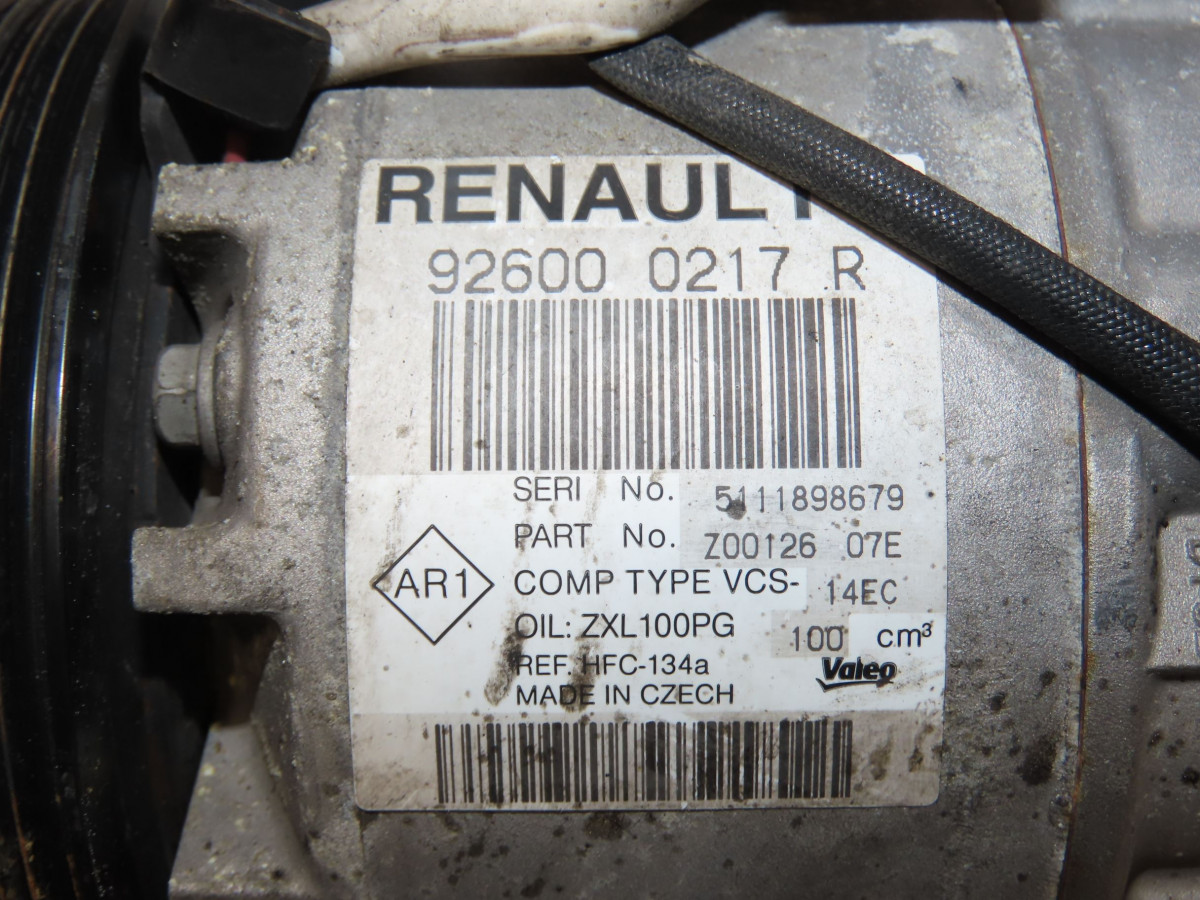 RENAULT
92600 0217 R
SERI No. 5111898679
PART No. Z00126 07E
AR1
COMP TYPE VCS- 14EC
OIL: ZXL100PG 100 cm³
REF. HFC-134a
Valeo
MADE IN CZECH